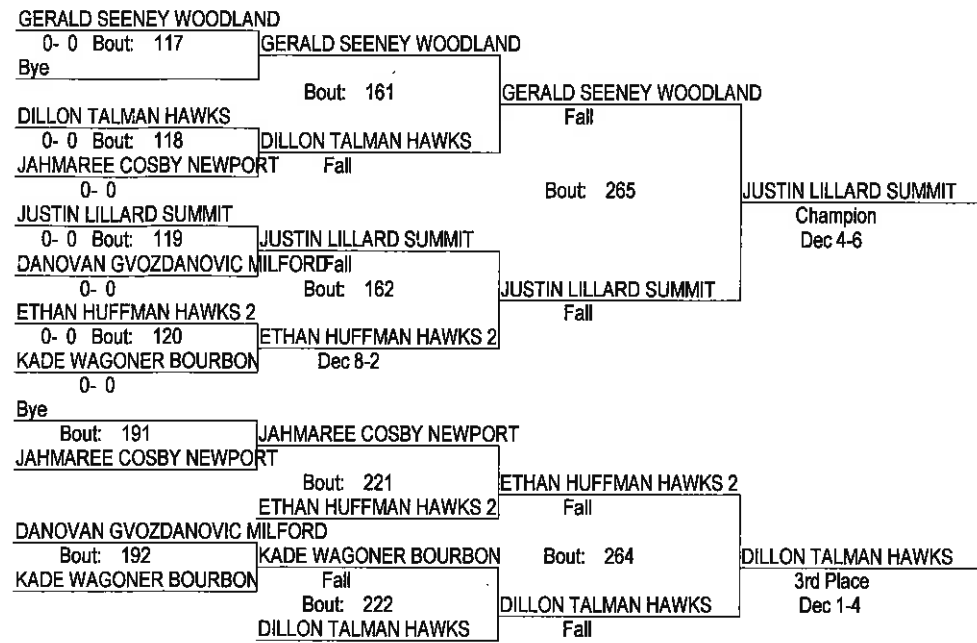 GERALD SEENEY WOODLAND
0- 0 Bout: 117
GERALD SEENEY WOODLAND
Bye
Bout: 161
GERALD SEENEY WOODLAND
Fall
DILLON TALMAN HAWKS
0- 0 Bout: 118
DILLON TALMAN HAWKS
JAHMAREE COSBY NEWPORT
Fall
0- 0
Bout: 265
JUSTIN LILLARD SUMMIT
Champion
Dec 4-6
JUSTIN LILLARD SUMMIT
0- 0 Bout: 119
JUSTIN LILLARD SUMMIT
DANOVAN GVOZDANOVIC MILFORD
Fall
0- 0
Bout: 162
JUSTIN LILLARD SUMMIT
Fall
ETHAN HUFFMAN HAWKS 2
0- 0 Bout: 120
ETHAN HUFFMAN HAWKS 2
KADE WAGONER BOURBON
Dec 8-2
0- 0
Bye
Bout: 191
JAHMAREE COSBY NEWPORT
JAHMAREE COSBY NEWPORT
Bout: 221
ETHAN HUFFMAN HAWKS 2
ETHAN HUFFMAN HAWKS 2
Fall
DANOVAN GVOZDANOVIC MILFORD
Bout: 192
KADE WAGONER BOURBON
Bout: 264
DILLON TALMAN HAWKS
KADE WAGONER BOURBON
Fall
3rd Place
Bout: 222
DILLON TALMAN HAWKS
Dec 1-4
DILLON TALMAN HAWKS
Fall